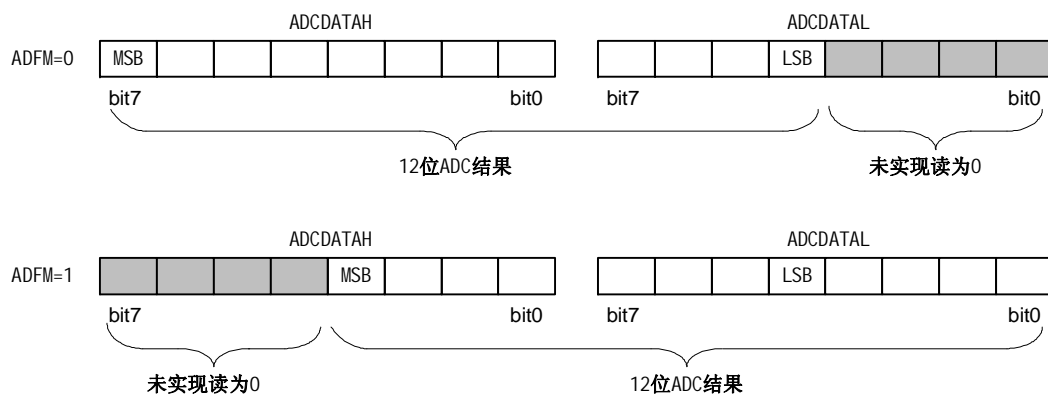 ADCDATAH ADCDATAL
ADFM=0 MSB LSB
bit7 bit0 bit7 bit0
12位ADC结果 未实现读为0
ADCDATAH ADCDATAL
ADFM=1 MSB LSB
bit7 bit0 bit7 bit0
未实现读为0 12位ADC结果